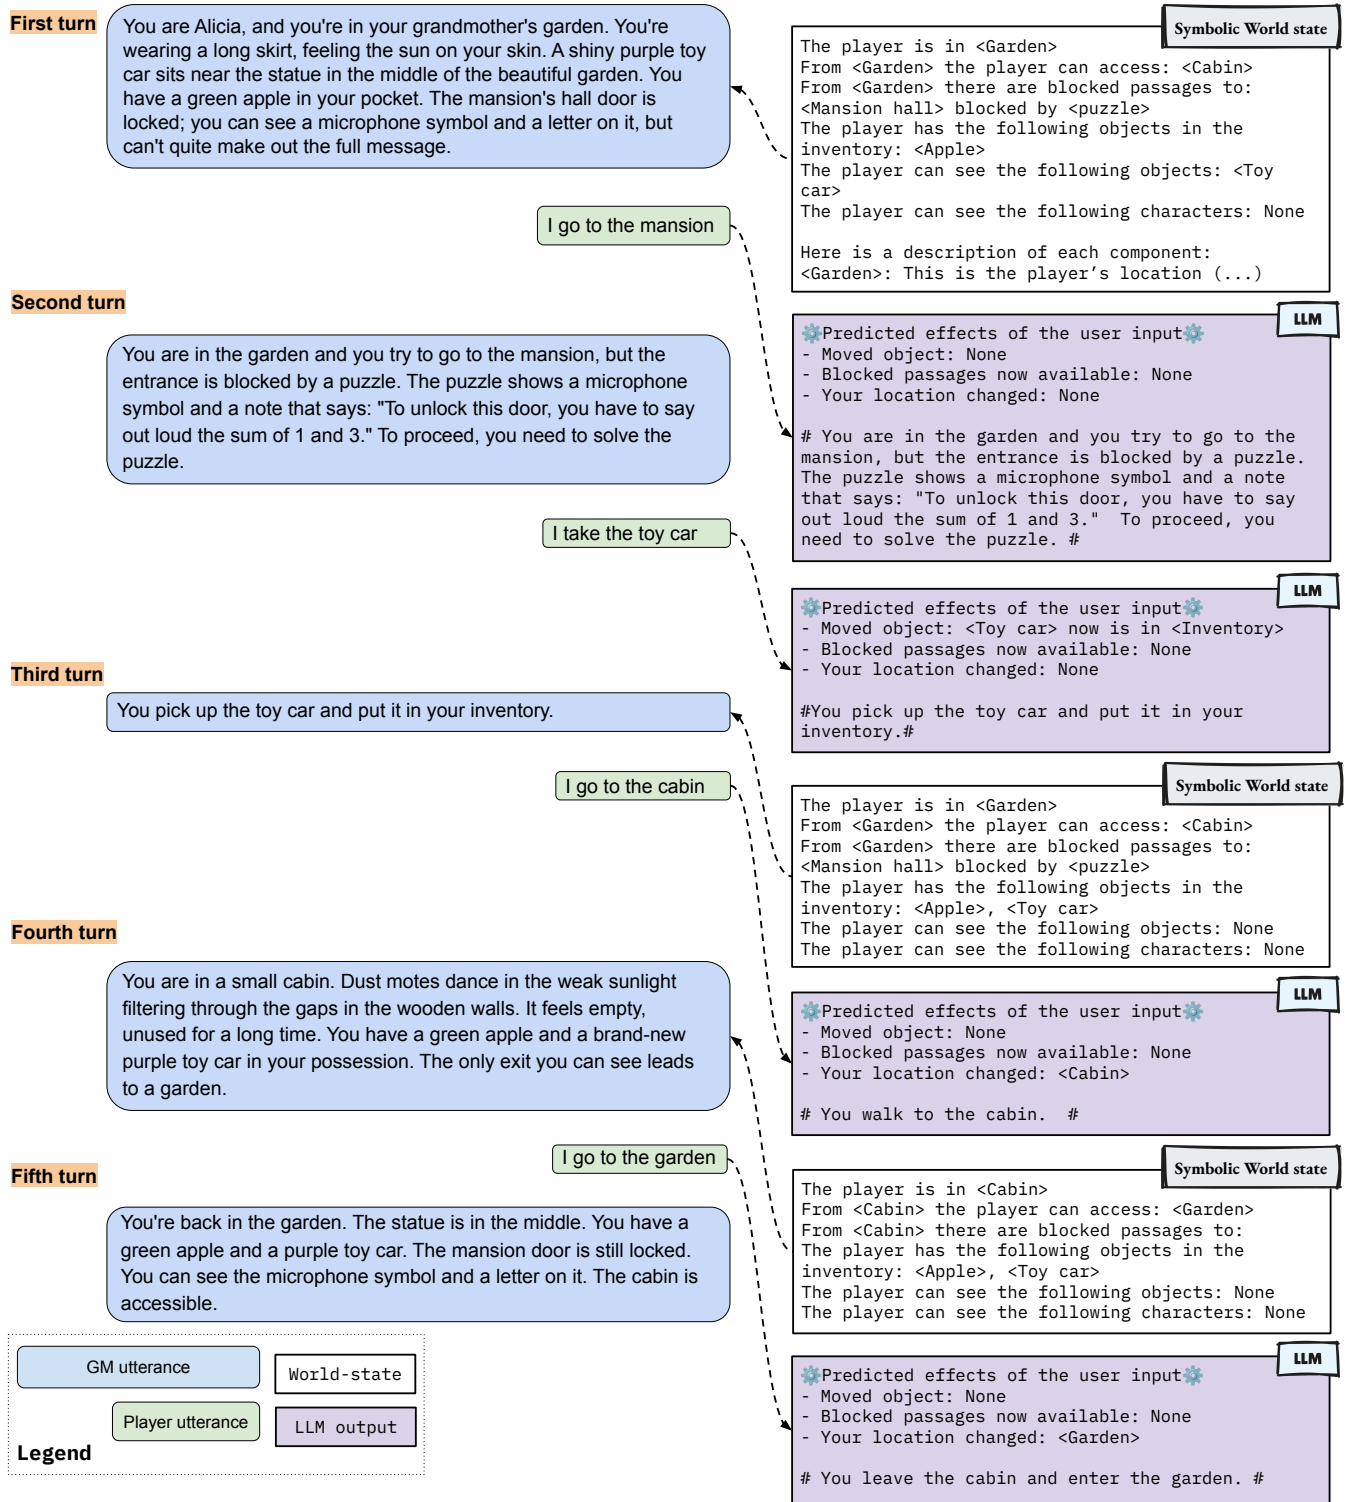 First turn
You are Alicia, and you're in your grandmother's garden. You're
wearing a long skirt, feeling the sun on your skin. A shiny purple toy
car sits near the statue in the middle of the beautiful garden. You
have a green apple in your pocket. The mansion's hall door is
locked; you can see a microphone symbol and a letter on it, but
can't quite make out the full message.
Symbolic World state
The player is in <Garden>
From <Garden> the player can access: <Cabin>
From <Garden> there are blocked passages to:
<Mansion hall> blocked by <puzzle>
The player has the following objects in the
inventory: <Apple>
The player can see the following objects: <Toy
car>
The player can see the following characters: None
Here is a description of each component:
<Garden>: This is the player’s location (...)
I go to the mansion
Second turn
LLM
⚙️Predicted effects of the user input⚙️
- Moved object: None
- Blocked passages now available: None
- Your location changed: None
# You are in the garden and you try to go to the
mansion, but the entrance is blocked by a puzzle.
The puzzle shows a microphone symbol and a note
that says: "To unlock this door, you have to say
out loud the sum of 1 and 3."  To proceed, you
need to solve the puzzle. #
You are in the garden and you try to go to the mansion, but the
entrance is blocked by a puzzle. The puzzle shows a microphone
symbol and a note that says: "To unlock this door, you have to say
out loud the sum of 1 and 3." To proceed, you need to solve the
puzzle.
I take the toy car
LLM
⚙️Predicted effects of the user input⚙️
- Moved object: <Toy car> now is in <Inventory>
- Blocked passages now available: None
- Your location changed: None
#You pick up the toy car and put it in your
inventory.#
Third turn
You pick up the toy car and put it in your inventory.
Symbolic World state
The player is in <Garden>
From <Garden> the player can access: <Cabin>
From <Garden> there are blocked passages to:
<Mansion hall> blocked by <puzzle>
The player has the following objects in the
inventory: <Apple>, <Toy car>
The player can see the following objects: None
The player can see the following characters: None
I go to the cabin
Fourth turn
LLM
⚙️Predicted effects of the user input⚙️
- Moved object: None
- Blocked passages now available: None
- Your location changed: <Cabin>
# You walk to the cabin.  #
You are in a small cabin. Dust motes dance in the weak sunlight
filtering through the gaps in the wooden walls. It feels empty,
unused for a long time. You have a green apple and a brand-new
purple toy car in your possession. The only exit you can see leads
to a garden.
Symbolic World state
The player is in <Cabin>
From <Cabin> the player can access: <Garden>
From <Cabin> there are blocked passages to:
The player has the following objects in the
inventory: <Apple>, <Toy car>
The player can see the following objects: None
The player can see the following characters: None
I go to the garden
Fifth turn
You're back in the garden. The statue is in the middle. You have a
green apple and a purple toy car. The mansion door is still locked.
You can see the microphone symbol and a letter on it. The cabin is
accessible.
LLM
⚙️Predicted effects of the user input⚙️
- Moved object: None
- Blocked passages now available: None
- Your location changed: <Garden>
# You leave the cabin and enter the garden. #
GM utterance
World-state
Player utterance
LLM output
Legend